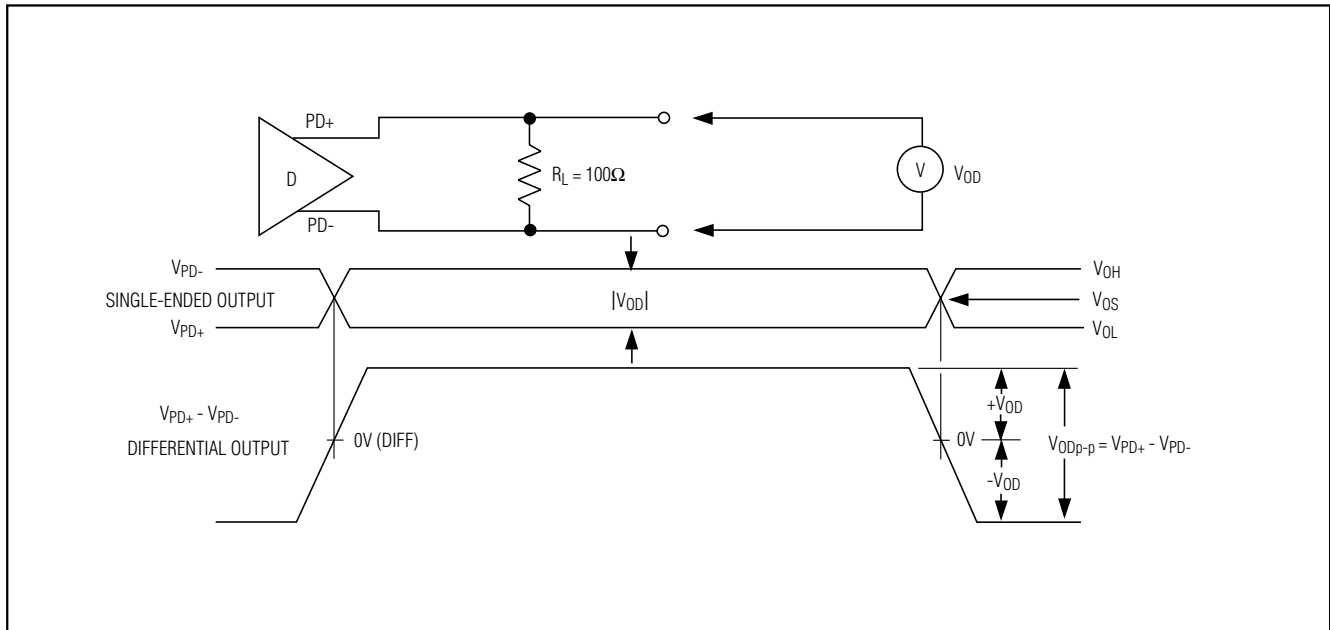 PD+
D
PD-
R_L = 100Ω
V
V_OD
V_PD-
SINGLE-ENDED OUTPUT
V_PD+
|V_OD|
V_OH
V_OS
V_OL
V_PD+ - V_PD-
DIFFERENTIAL OUTPUT
0V (DIFF)
+V_OD
0V
-V_OD
V_ODp-p = V_PD+ - V_PD-